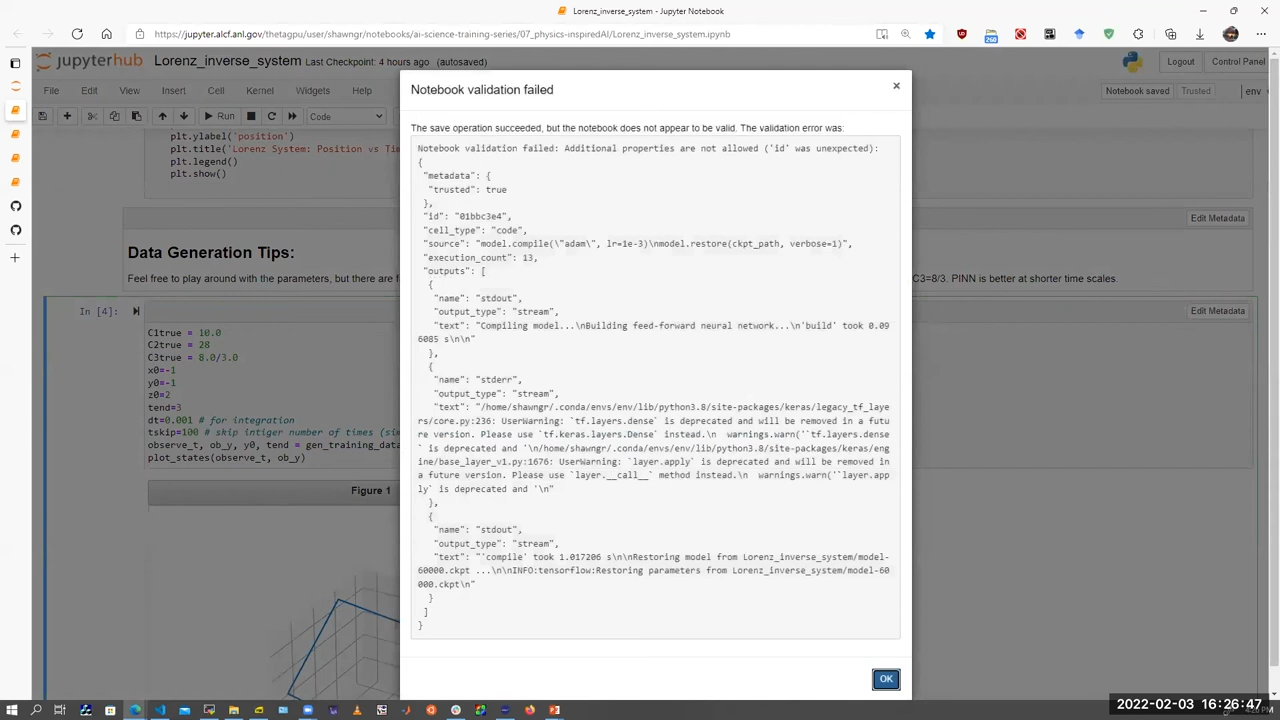 Lorenz_inverse_system - Jupyter Notebook
https://jupyter.alcf.anl.gov/thetagpu/user/shawngr/notebooks/ai-science-training-series/07_physics-inspiredAI/Lorenz_inverse_system.ipynb
260
jupyterhub Lorenz_inverse_system Last Checkpoint: 4 hours ago (autosaved)
Logout Control Panel
File Edit View Insert Cell Kernel Widgets Help
Notebook saved Trusted env
Run Code
plt.ylabel('position')
plt.title('Lorenz System: Position vs Ti
plt.legend()
plt.show()
Edit Metadata
Data Generation Tips:
Feel free to play around with the parameters, but there are f
C3=8/3. PINN is better at shorter time scales.
In [4]:
Edit Metadata
C1true = 10.0
C2true = 28
C3true = 8.0/3.0
x0=-1
y0=-1
z0=2
tend=3
dt=0.001 # for integration
tskip=100 # skip intiger number of times (sim
observe_t, ob_y, y0, tend = gen_training_data
plot_states(observe_t, ob_y)
Figure 1
Notebook validation failed
×
The save operation succeeded, but the notebook does not appear to be valid. The validation error was:
Notebook validation failed: Additional properties are not allowed ('id' was unexpected):
{
"metadata": {
"trusted": true
},
"id": "01bbc3e4",
"cell_type": "code",
"source": "model.compile(\"adam\", lr=1e-3)\nmodel.restore(ckpt_path, verbose=1)",
"execution_count": 13,
"outputs": [
{
"name": "stdout",
"output_type": "stream",
"text": "Compiling model...\nBuilding feed-forward neural network...\n'build' took 0.09
6085 s\n\n"
},
{
"name": "stderr",
"output_type": "stream",
"text": "/home/shawngr/.conda/envs/env/lib/python3.8/site-packages/keras/legacy_tf_laye
rs/core.py:236: UserWarning: `tf.layers.dense` is deprecated and will be removed in a futu
re version. Please use `tf.keras.layers.Dense` instead.\n  warnings.warn('`tf.layers.dense
` is deprecated and '\n/home/shawngr/.conda/envs/env/lib/python3.8/site-packages/keras/eng
ine/base_layer_v1.py:1676: UserWarning: `layer.apply` is deprecated and will be removed in
a future version. Please use `layer.__call__` method instead.\n  warnings.warn('`layer.app
ly` is deprecated and '\n"
},
{
"name": "stdout",
"output_type": "stream",
"text": "'compile' took 1.017206 s\n\nRestoring model from Lorenz_inverse_system/model-
60000.ckpt ...\n\nINFO:tensorflow:Restoring parameters from Lorenz_inverse_system/model-60
000.ckpt\n"
}
]
}
OK
2022-02-03 16:26:47